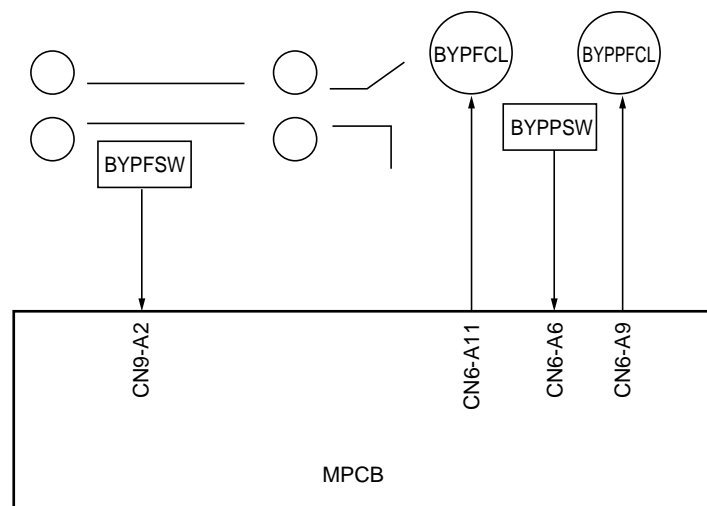 BYPFCL
BYPPFCL
BYPPSW
BYPFSW
CN9-A2
CN6-A11
CN6-A6
CN6-A9
MPCB